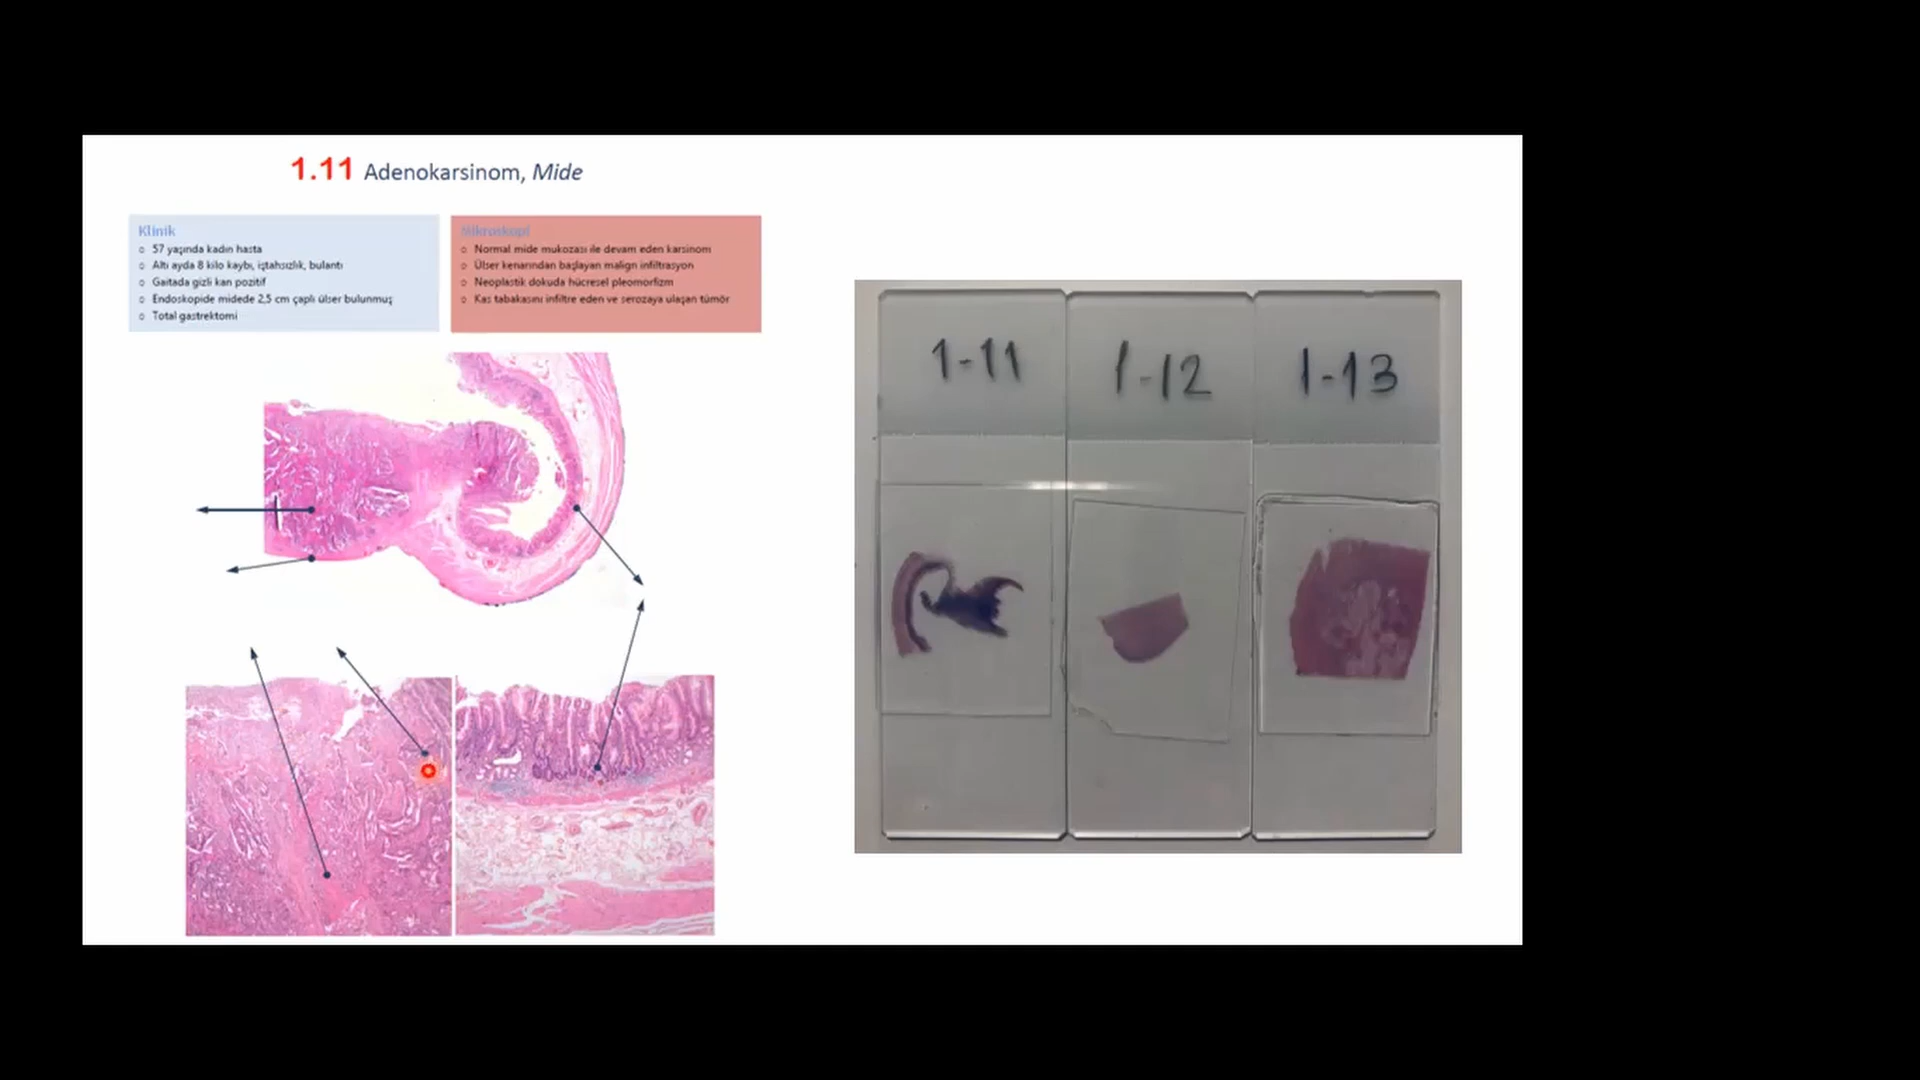 1.11 Adenokarsinom, Mide
Klinik
57 yaşında kadın hasta
Altı ayda 8 kilo kaybı, iştahsızlık, bulantı
Gaitada gizli kan pozitif
Endoskopide midede 2,5 cm çaplı ülser bulunmuş
Total gastrektomi
Mikroskopi
Normal mide mukozası ile devam eden karsinom
Ülser kenarından başlayan malign infiltrasyon
Neoplastik dokuda hücresel pleomorfizm
Kas tabakasını infiltre eden ve serozaya ulaşan tümör
1-11
1-12
1-13